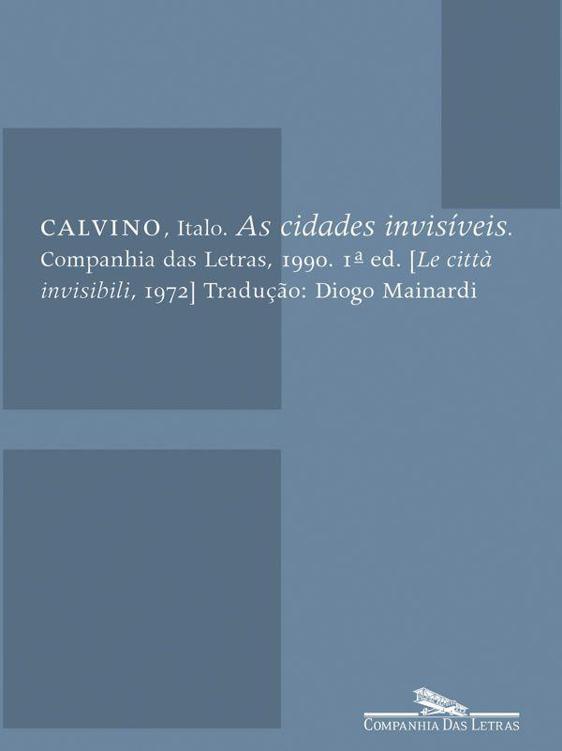 CALVINO, Italo. As cidades invisíveis.
Companhia das Letras, 1990. 1ª ed. [Le città
invisibili, 1972] Tradução: Diogo Mainardi
COMPANHIA DAS LETRAS